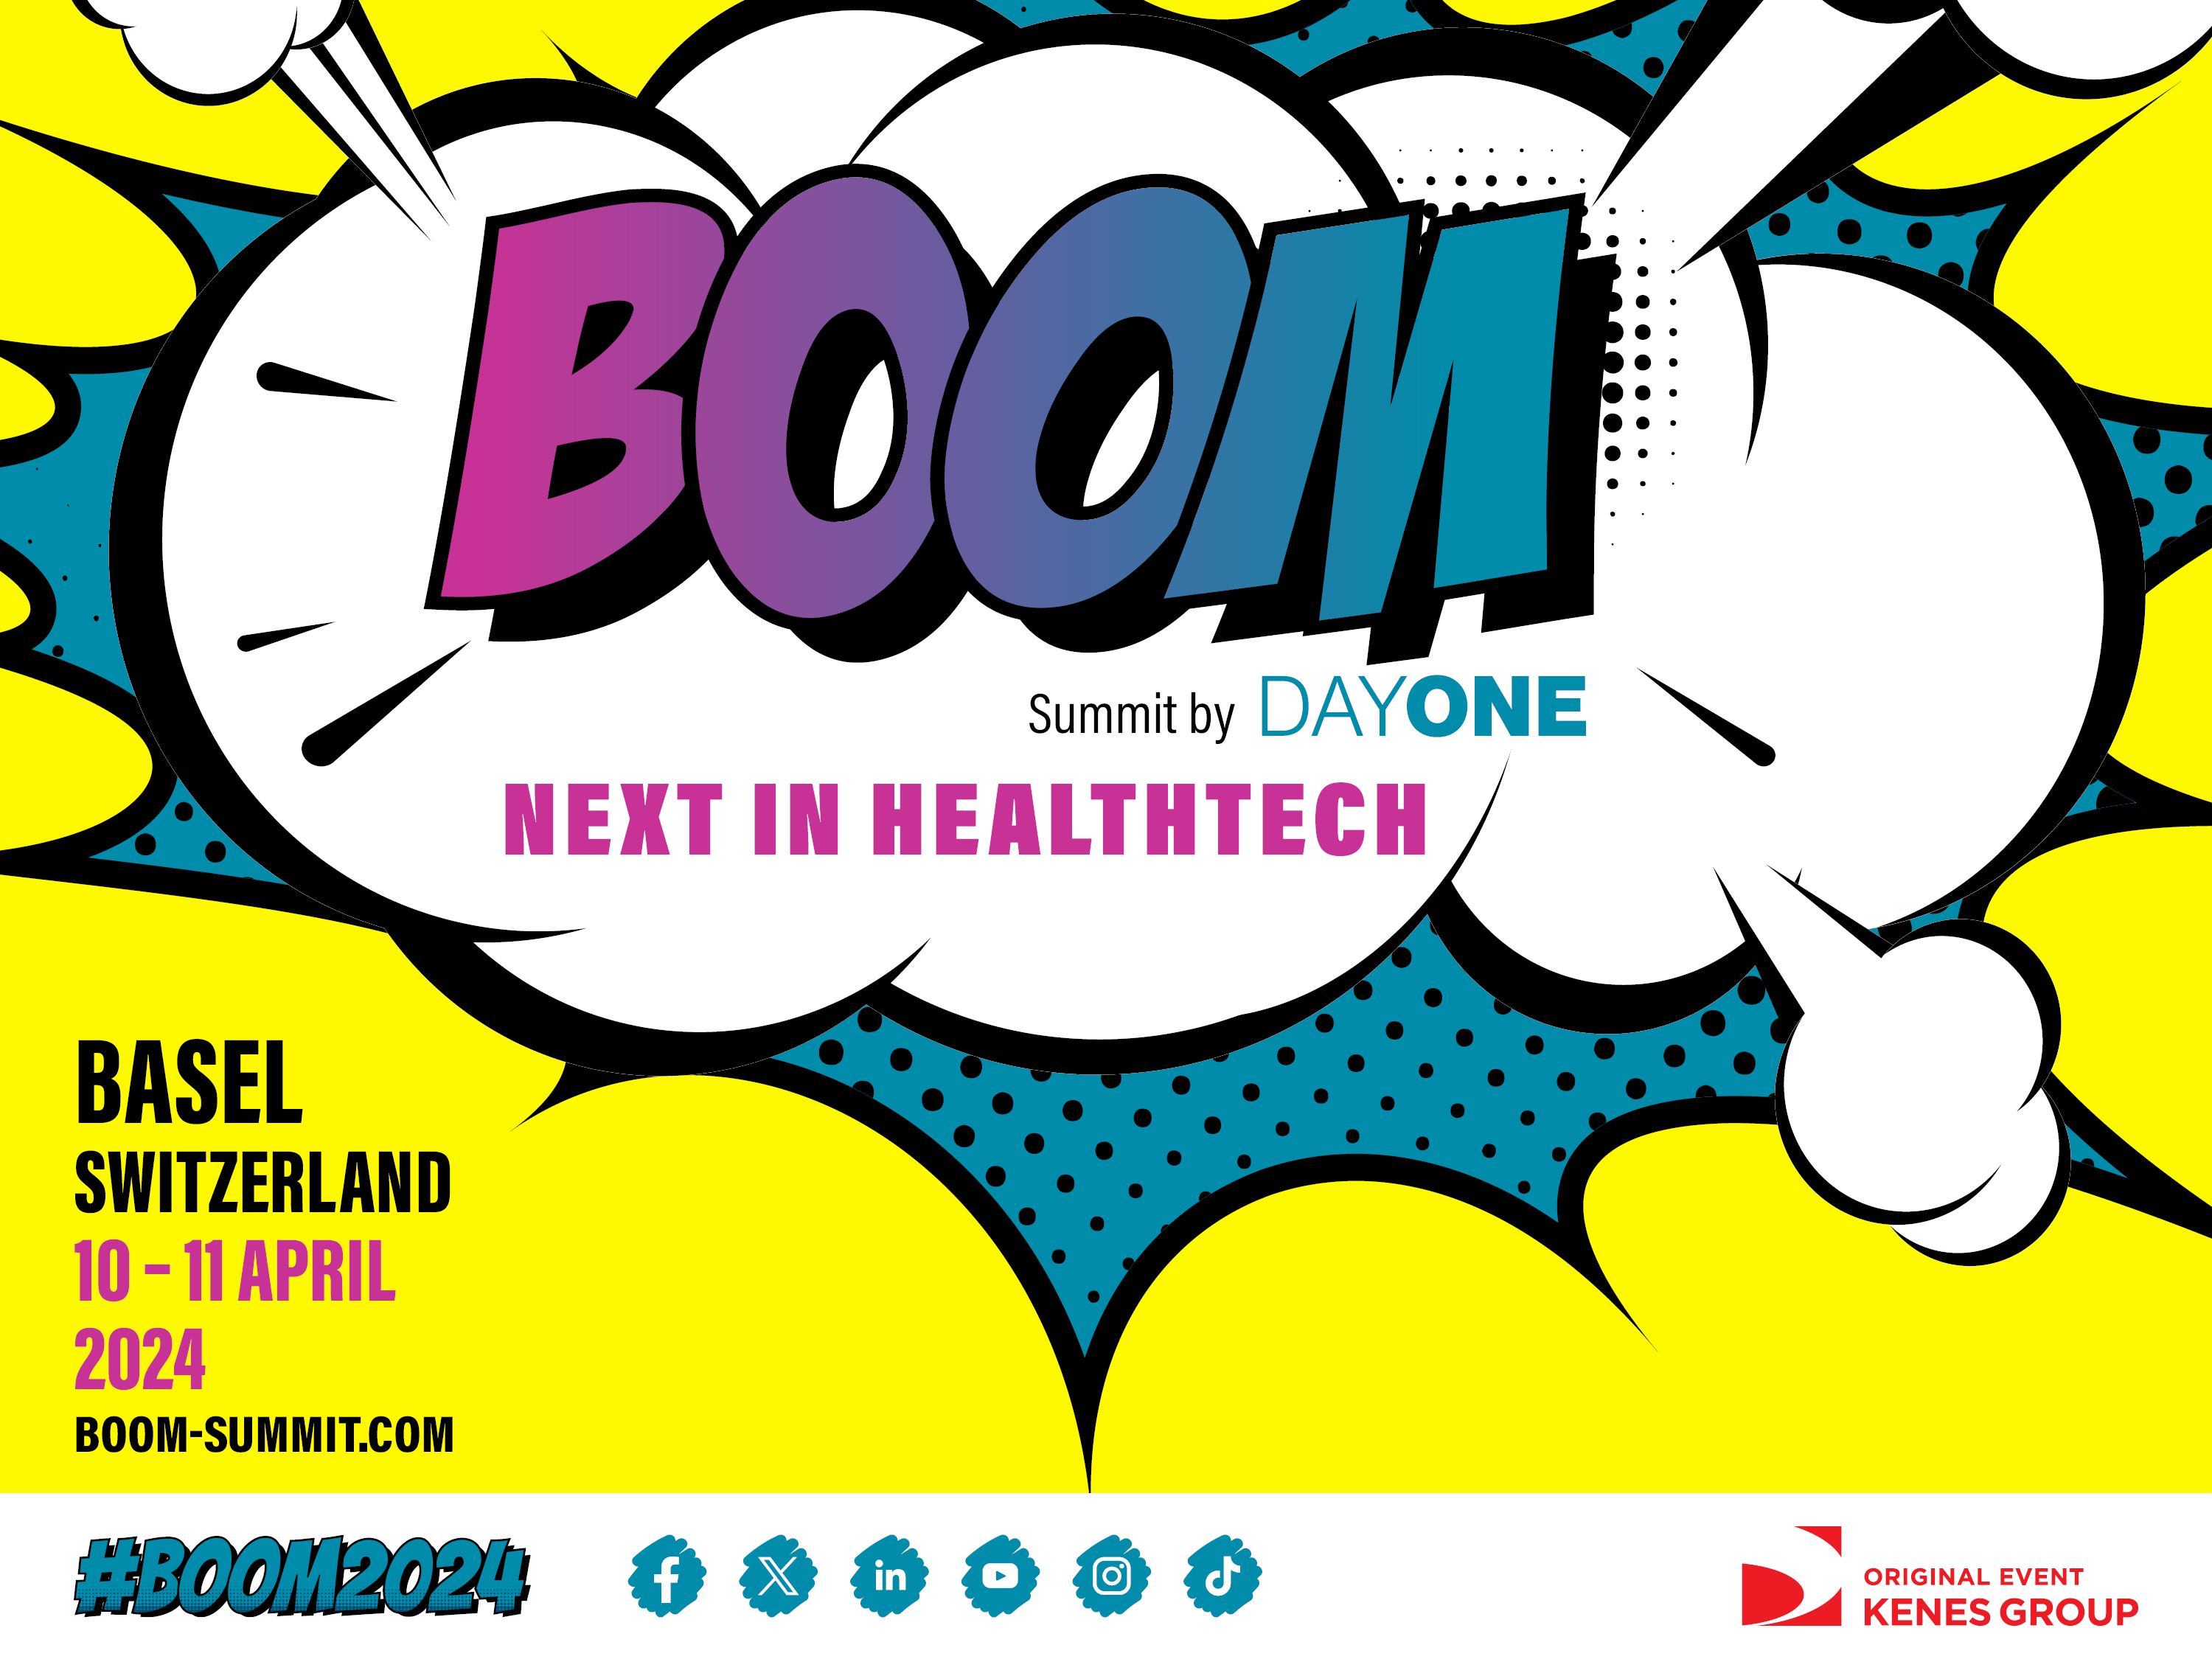 BOOM
Summit by DAYONE
NEXT IN HEALTHTECH
BASEL
SWITZERLAND
10 – 11 APRIL
2024
BOOM-SUMMIT.COM
#BOOM2024
in
ORIGINAL EVENT
KENES GROUP